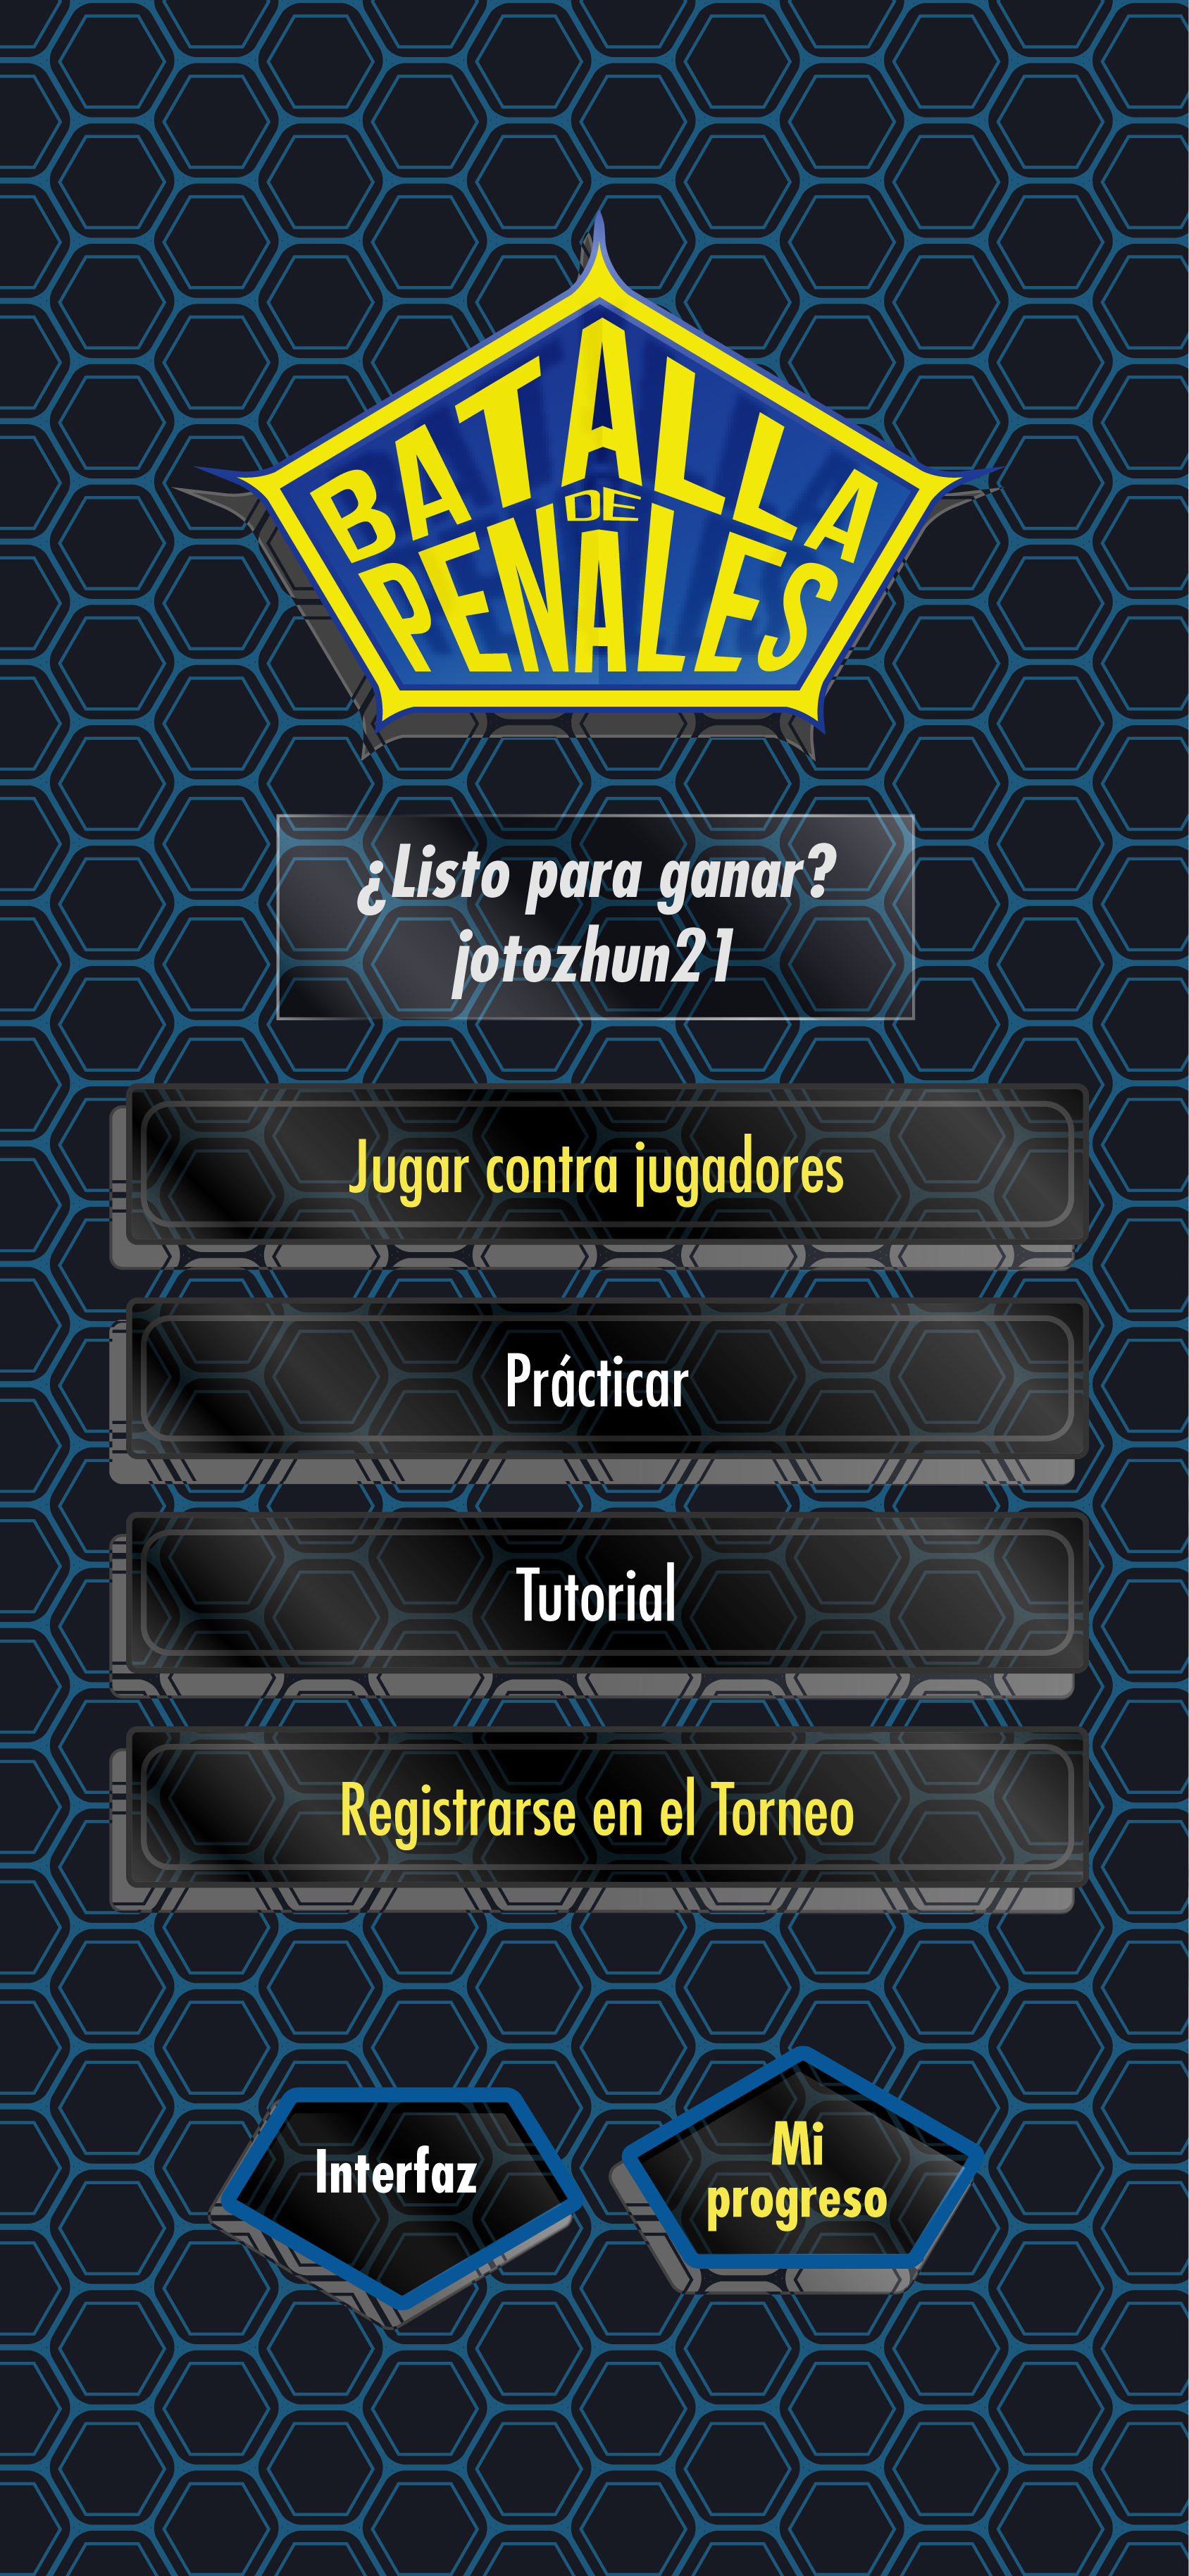 BATALLA
DE
PENALES
¿Listo para ganar?
jotozhun21
Jugar contra jugadores
Prácticar
Tutorial
Registrarse en el Torneo
Interfaz
Mi
progreso